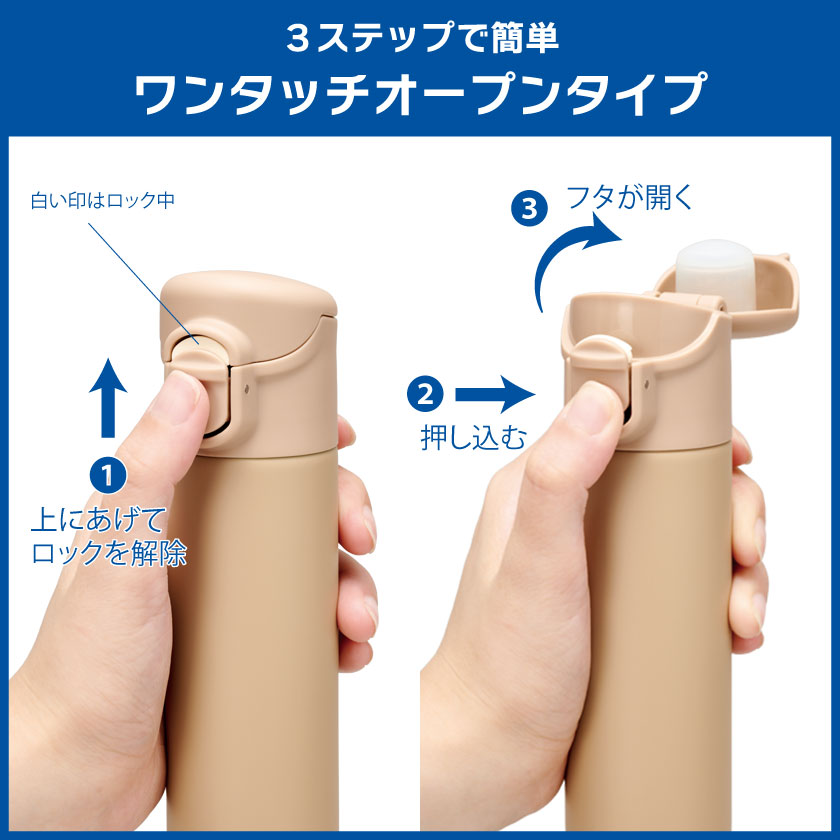 ３ステップで簡単
ワンタッチオープンタイプ
白い印はロック中
1
上にあげて
ロックを解除
2
押し込む
3
フタが開く